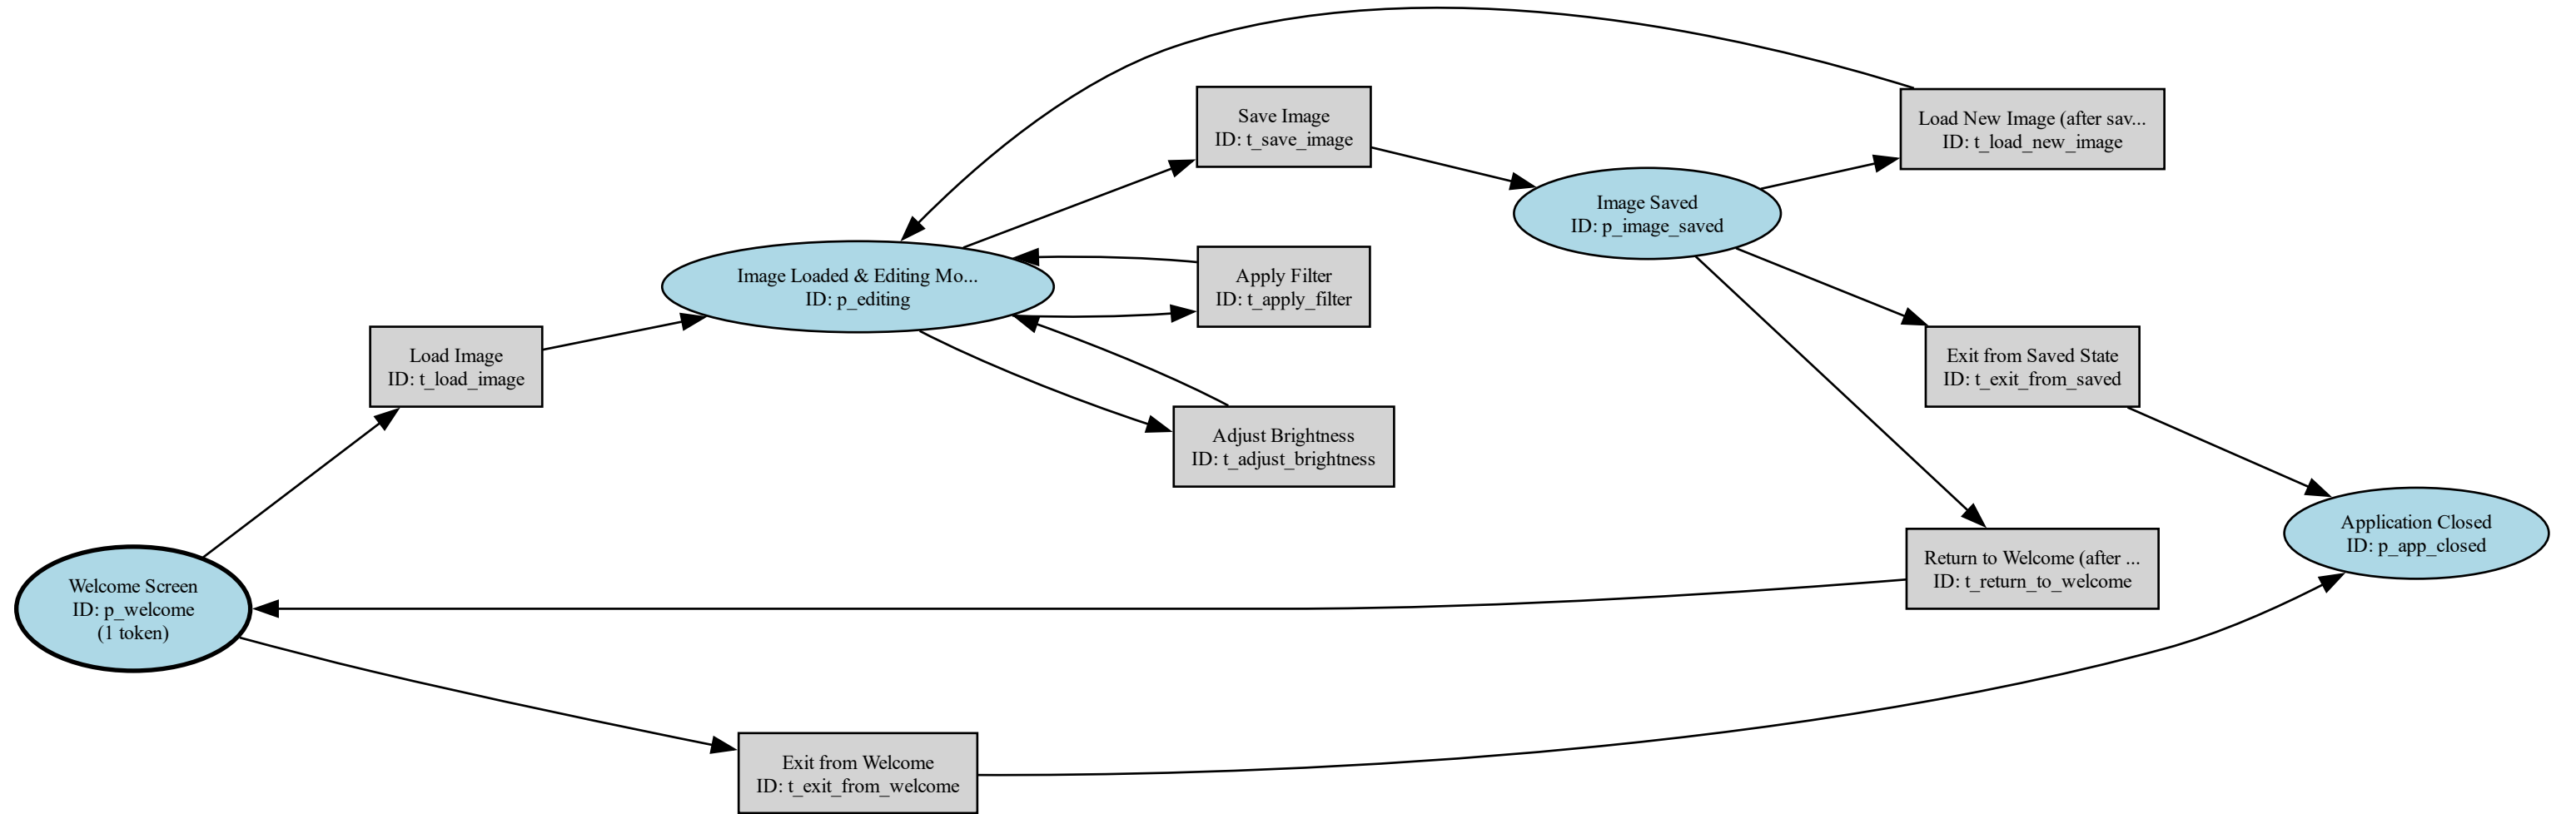 Save Image
ID: t_save_image
Load New Image (after sav...
ID: t_load_new_image
Image Saved
ID: p_image_saved
Image Loaded & Editing Mo...
ID: p_editing
Apply Filter
ID: t_apply_filter
Load Image
ID: t_load_image
Exit from Saved State
ID: t_exit_from_saved
Adjust Brightness
ID: t_adjust_brightness
Application Closed
ID: p_app_closed
Return to Welcome (after ...
ID: t_return_to_welcome
Welcome Screen
ID: p_welcome
(1 token)
Exit from Welcome
ID: t_exit_from_welcome